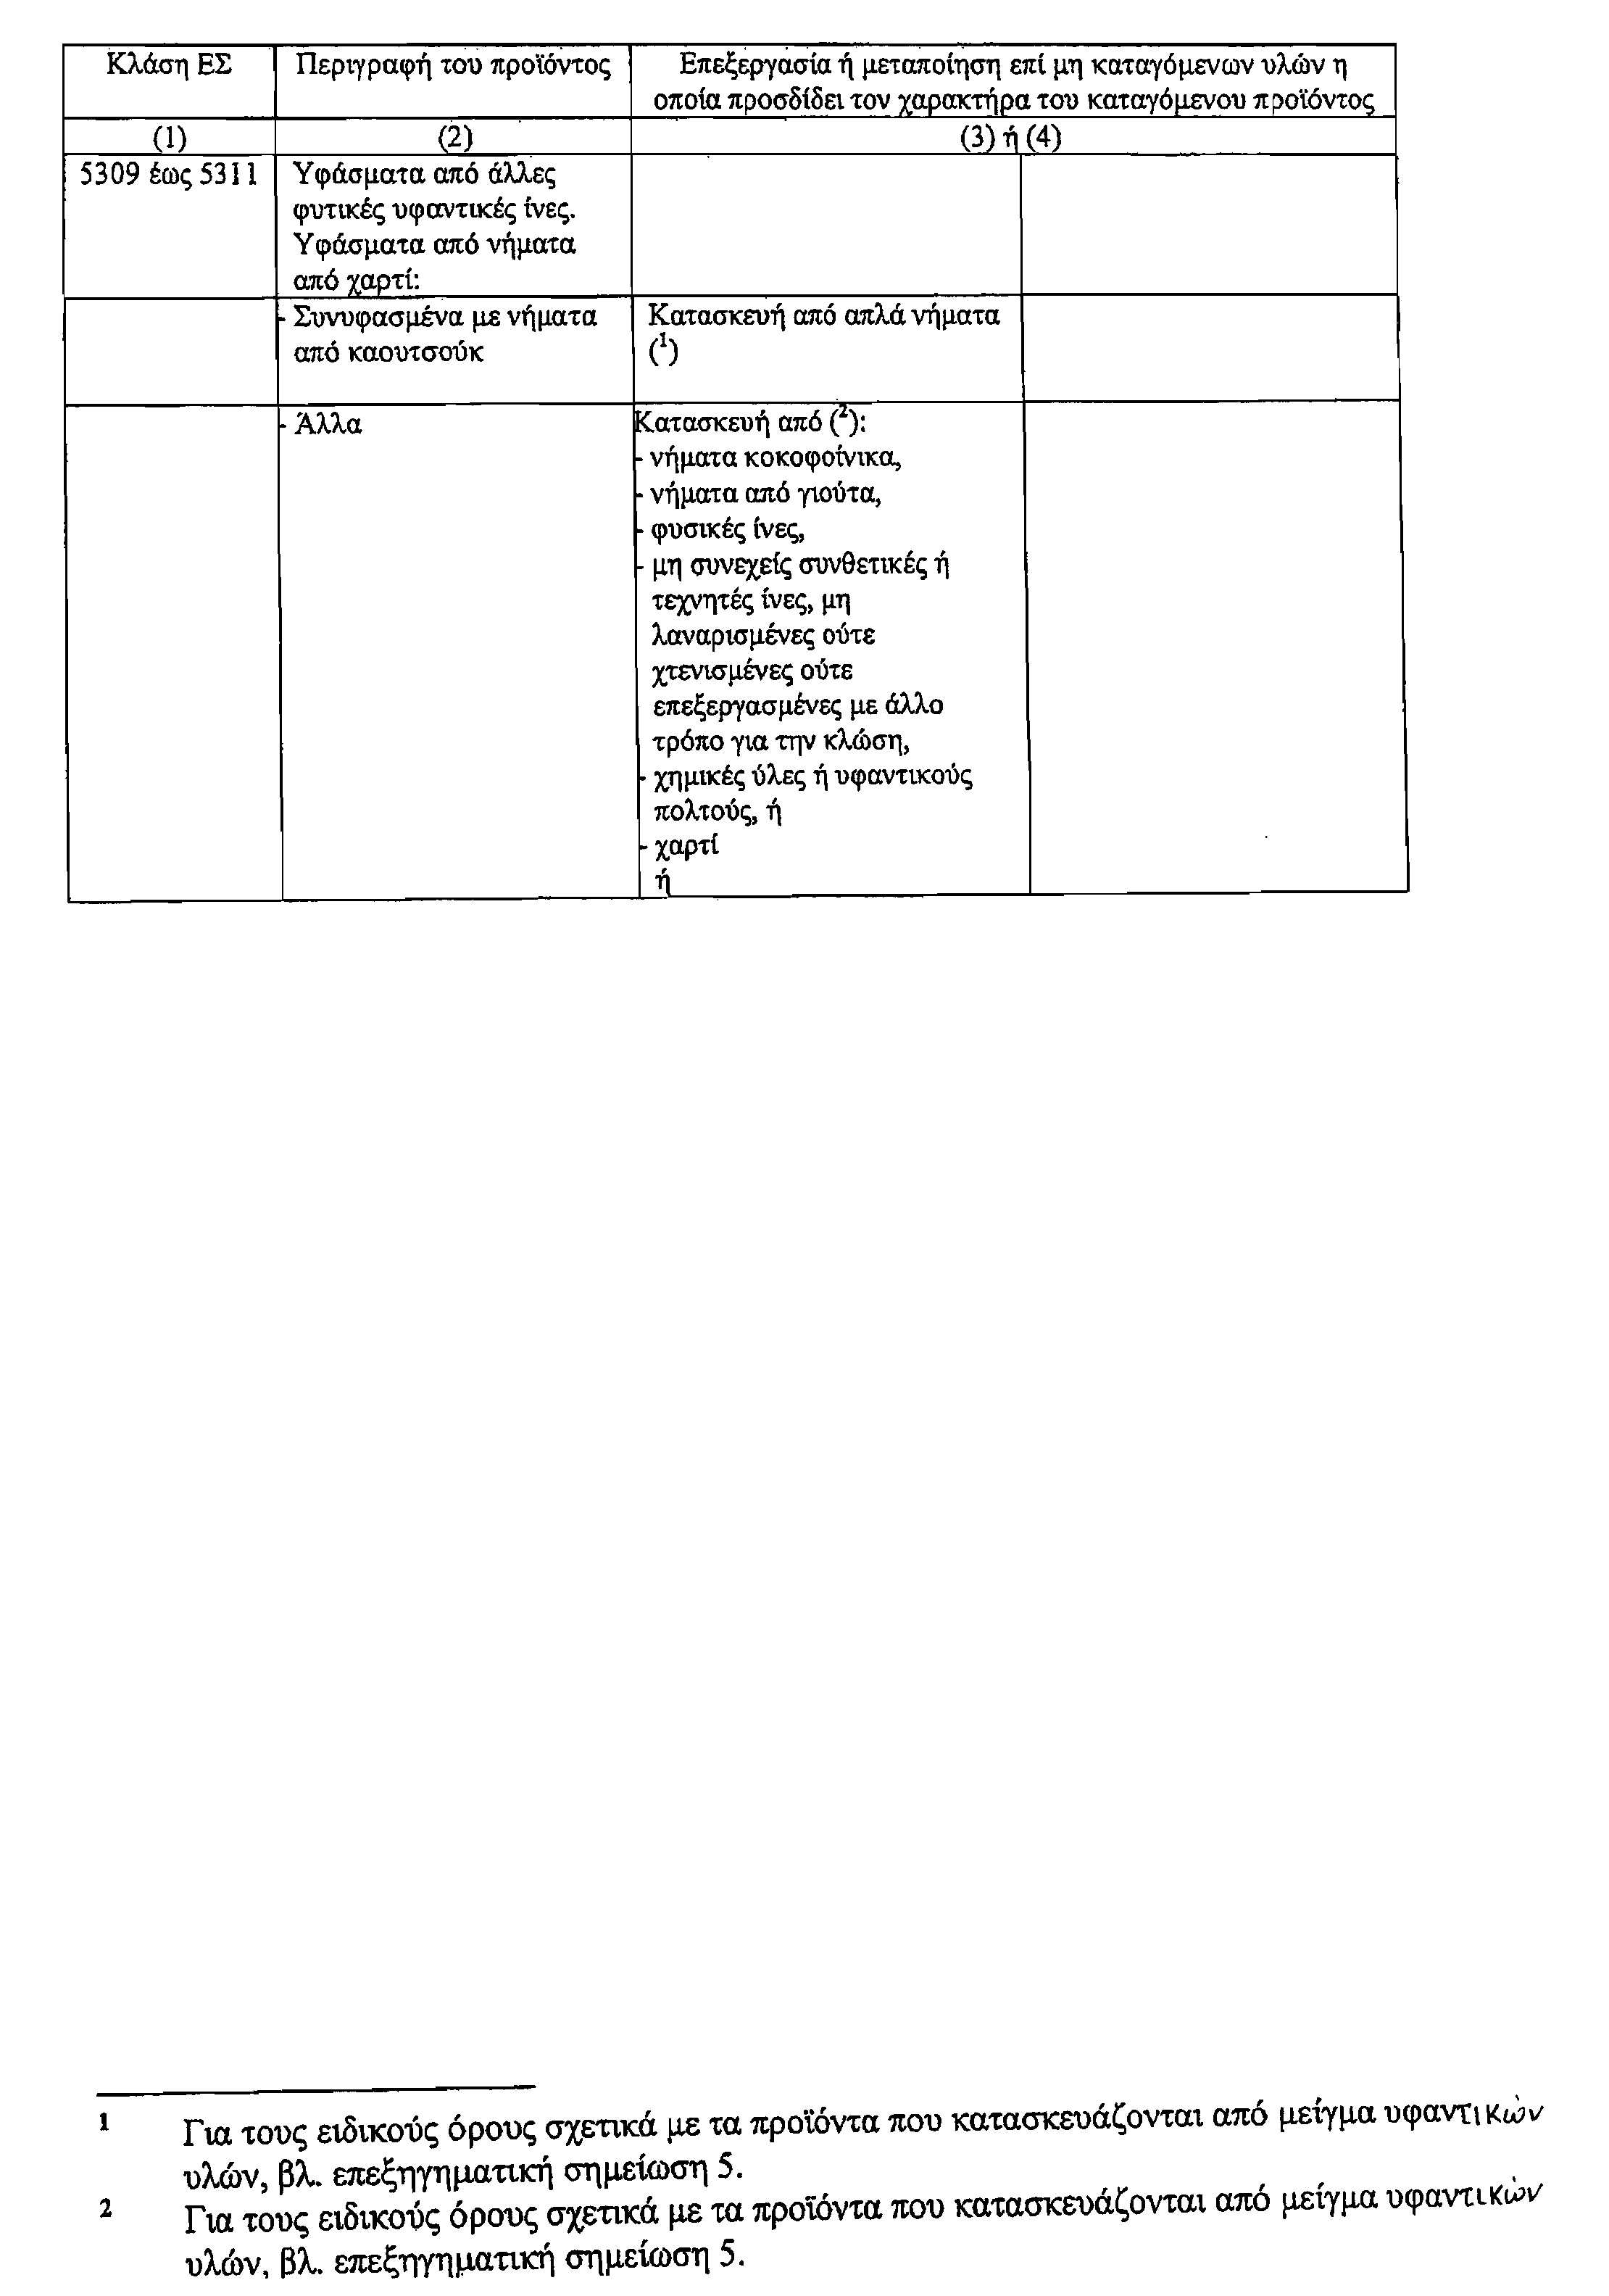 Κλάση ΕΣ
Περιγραφή του προϊόντος
Επεξεργασία ή μεταποίηση επί μη καταγόμενων υλών η
οποία προσδίδει τον χαρακτήρα του καταγόμενου προϊόντος
(1)
(2)
(3) ή (4)
5309 έως 5311
Υφάσματα από άλλες
φυτικές υφαντικές ίνες.
Υφάσματα από νήματα
από χαρτί:
- Συνυφασμένα με νήματα
από καουτσούκ
Κατασκευή από απλά νήματα
(1)
- Άλλα
Κατασκευή από (2):
- νήματα κοκοφοίνικα,
- νήματα από γιούτα,
- φυσικές ίνες,
- μη συνεχείς συνθετικές ή
τεχνητές ίνες, μη
λαναρισμένες ούτε
χτενισμένες ούτε
επεξεργασμένες με άλλο
τρόπο για την κλώση,
- χημικές ύλες ή υφαντικούς
πολτούς, ή
- χαρτί
ή
1 Για τους ειδικούς όρους σχετικά με τα προϊόντα που κατασκευάζονται από μείγμα υφαντικών
υλών, βλ. επεξηγηματική σημείωση 5.
2 Για τους ειδικούς όρους σχετικά με τα προϊόντα που κατασκευάζονται από μείγμα υφαντικών
υλών, βλ. επεξηγηματική σημείωση 5.